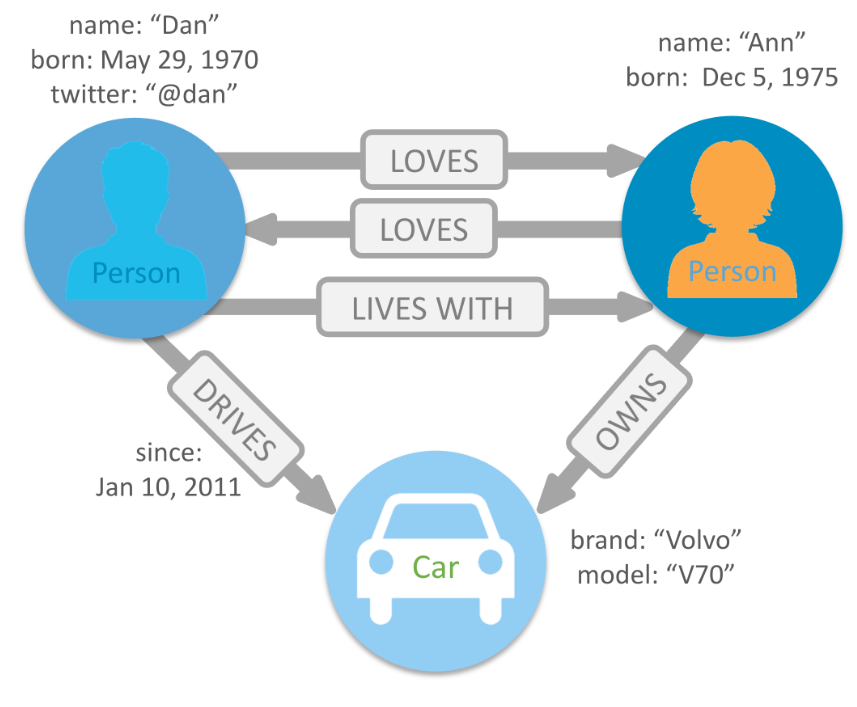 name: “Dan”
born: May 29, 1970
twitter: “@dan”
name: “Ann”
born:  Dec 5, 1975
LOVES
LOVES
Person
Person
LIVES WITH
DRIVES
OWNS
since:
Jan 10, 2011
brand: “Volvo”
model: “V70”
Car